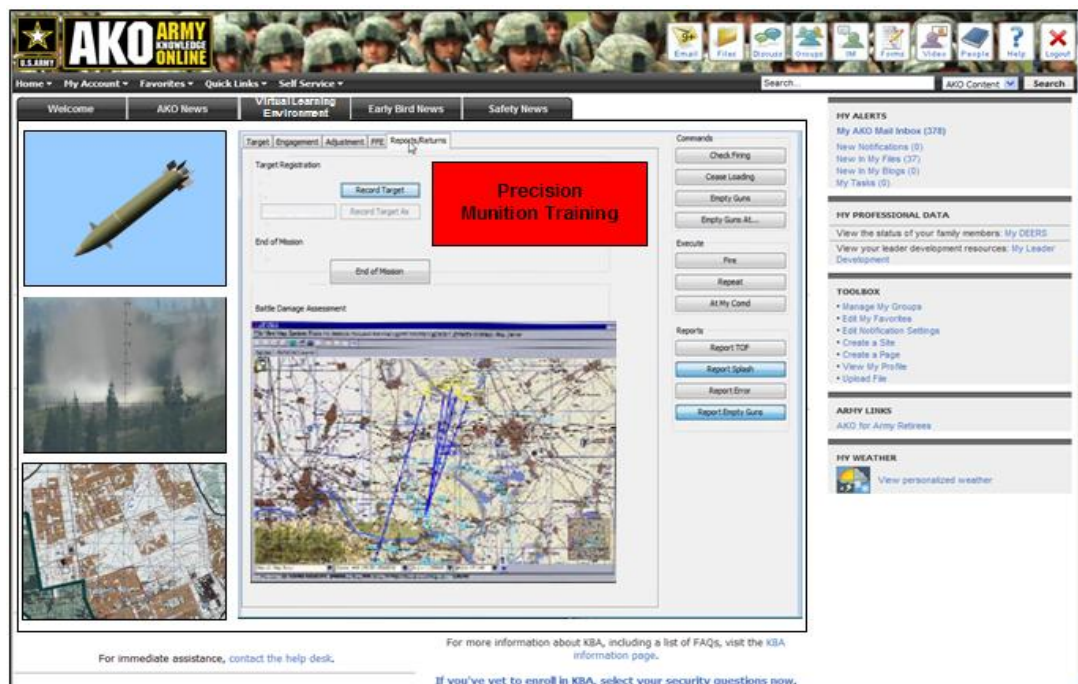 U.S.ARMY
AKO ARMY KNOWLEDGE ONLINE
Email Files Discuss Groups IM Forms Video People Help Logout
Home My Account Favorites Quick Links Self Service
Search... AKO Content Search
Welcome AKO News Virtual Learning Environment Early Bird News Safety News
Target Engagement Adjustment FFE Reports/Returns
Target Registration
Record Target
Record Target As
End of Mission
End of Mission
Battle Damage Assessment
Precision
Munition Training
Commands
Check Firing
Cease Loading
Empty Guns
Empty Guns At...
Execute
Fire
Repeat
At My Comd
Reports
Report TOF
Report Splash
Report Error
Report Empty Guns
MY ALERTS
My AKO Mail Inbox (378)
New Notifications (0)
New In My Files (37)
New In My Blogs (0)
My Tasks (0)
MY PROFESSIONAL DATA
View the status of your family members: My DEERS
View your leader development resources: My Leader
Development
TOOLBOX
• Manage My Groups
• Edit My Favorites
• Edit Notification Settings
• Create a Site
• Create a Page
• View My Profile
• Upload File
ARMY LINKS
AKO for Army Retirees
MY WEATHER
View personalized weather
For immediate assistance, contact the help desk.
For more information about KBA, including a list of FAQs, visit the KBA
information page.
If you've yet to enroll in KBA, select your security questions now.